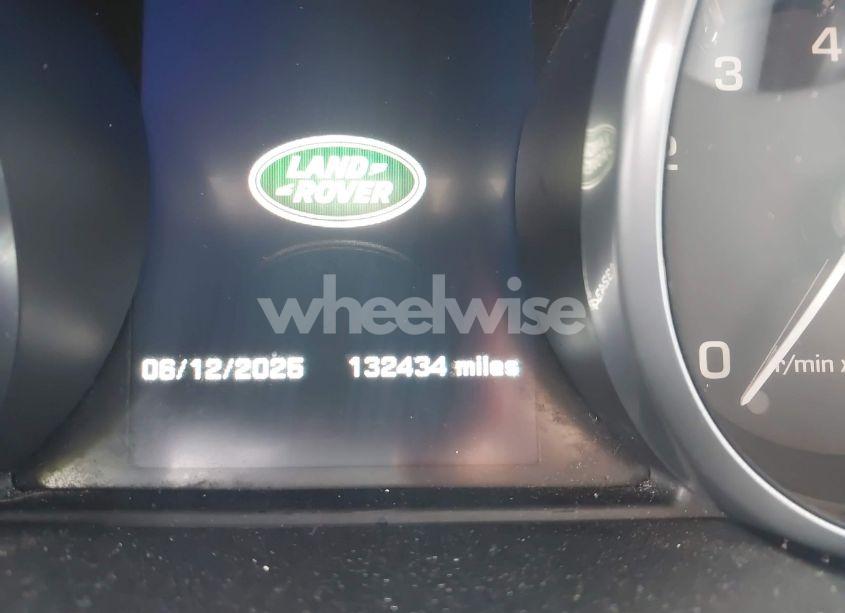 4
3
2
LAND
ROVER
wheelwise
06/12/2025 132434 miles
0 r/min x